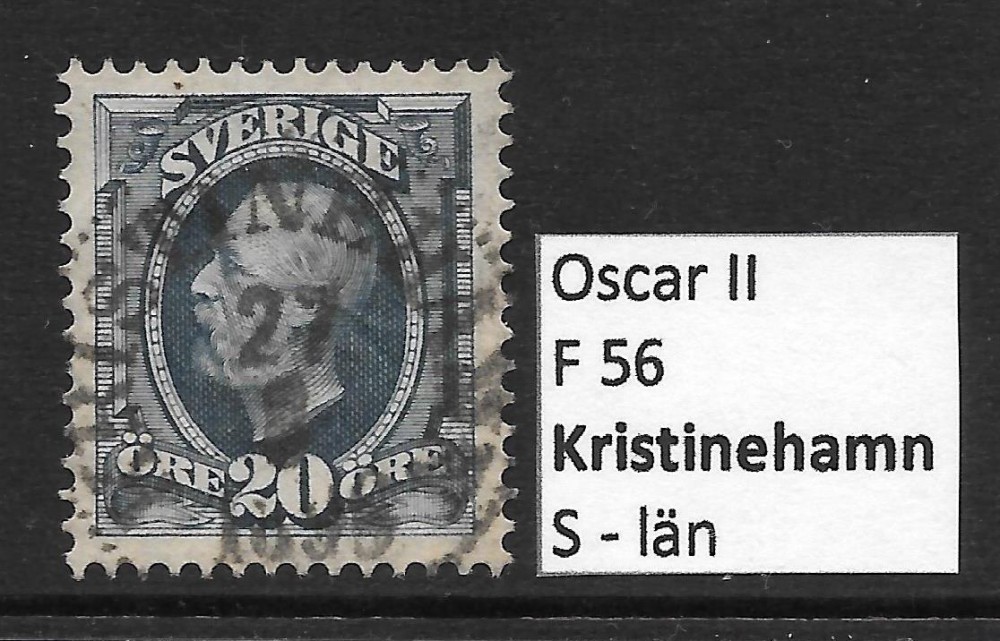 SVERIGE
27
ÖRE 20 ÖRE
Oscar II
F 56
Kristinehamn
S - län